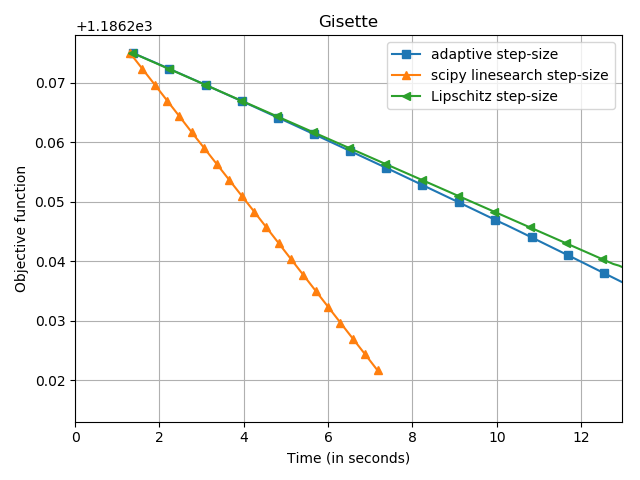 Gisette
+1.1862e3
adaptive step-size
scipy linesearch step-size
Lipschitz step-size
Objective function
0.07
0.06
0.05
0.04
0.03
0.02
0 2 4 6 8 10 12
Time (in seconds)